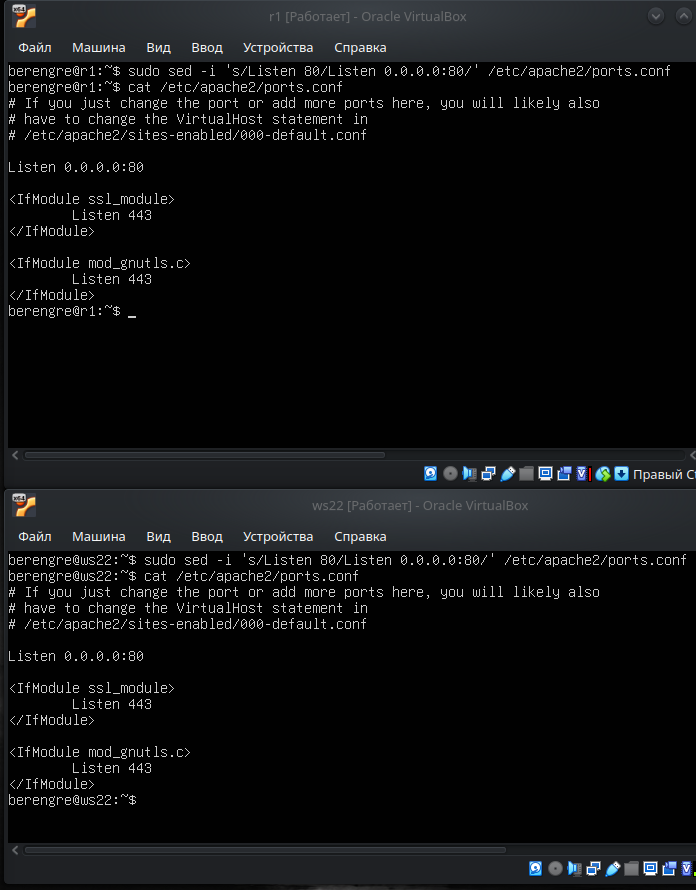 r1 [Работает] - Oracle VirtualBox
Файл Машина Вид Ввод Устройства Справка
berengre@r1:~$ sudo sed -i 's/Listen 80/Listen 0.0.0.0:80/' /etc/apache2/ports.conf
berengre@r1:~$ cat /etc/apache2/ports.conf
# If you just change the port or add more ports here, you will likely also
# have to change the VirtualHost statement in
# /etc/apache2/sites-enabled/000-default.conf
Listen 0.0.0.0:80
<IfModule ssl_module>
Listen 443
</IfModule>
<IfModule mod_gnutls.c>
Listen 443
</IfModule>
berengre@r1:~$ _
Правый Ct
ws22 [Работает] - Oracle VirtualBox
Файл Машина Вид Ввод Устройства Справка
berengre@ws22:~$ sudo sed -i 's/Listen 80/Listen 0.0.0.0:80/' /etc/apache2/ports.conf
berengre@ws22:~$ cat /etc/apache2/ports.conf
# If you just change the port or add more ports here, you will likely also
# have to change the VirtualHost statement in
# /etc/apache2/sites-enabled/000-default.conf
Listen 0.0.0.0:80
<IfModule ssl_module>
Listen 443
</IfModule>
<IfModule mod_gnutls.c>
Listen 443
</IfModule>
berengre@ws22:~$